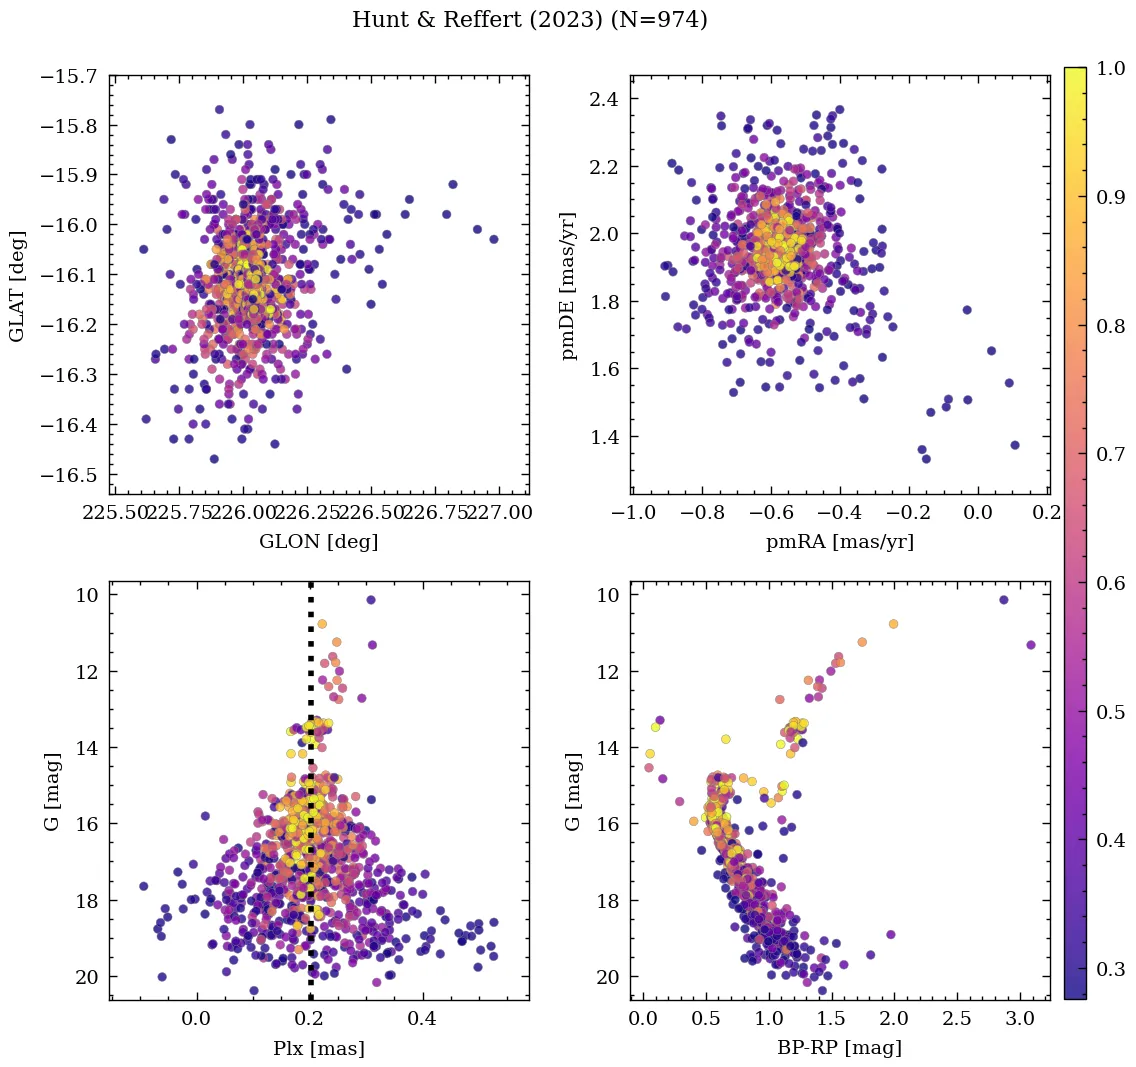 Hunt & Reffert (2023) (N=974)
−15.7
−15.8
−15.9
−16.0
−16.1
−16.2
−16.3
−16.4
−16.5
GLAT [deg]
225.50 225.75 226.00 226.25 226.50 226.75 227.00
GLON [deg]
2.4
2.2
2.0
1.8
1.6
1.4
pmDE [mas/yr]
−1.0 −0.8 −0.6 −0.4 −0.2 0.0 0.2
pmRA [mas/yr]
10
12
14
16
18
20
G [mag]
0.0 0.2 0.4
Plx [mas]
10
12
14
16
18
20
G [mag]
0.0 0.5 1.0 1.5 2.0 2.5 3.0
BP-RP [mag]
1.0
0.9
0.8
0.7
0.6
0.5
0.4
0.3